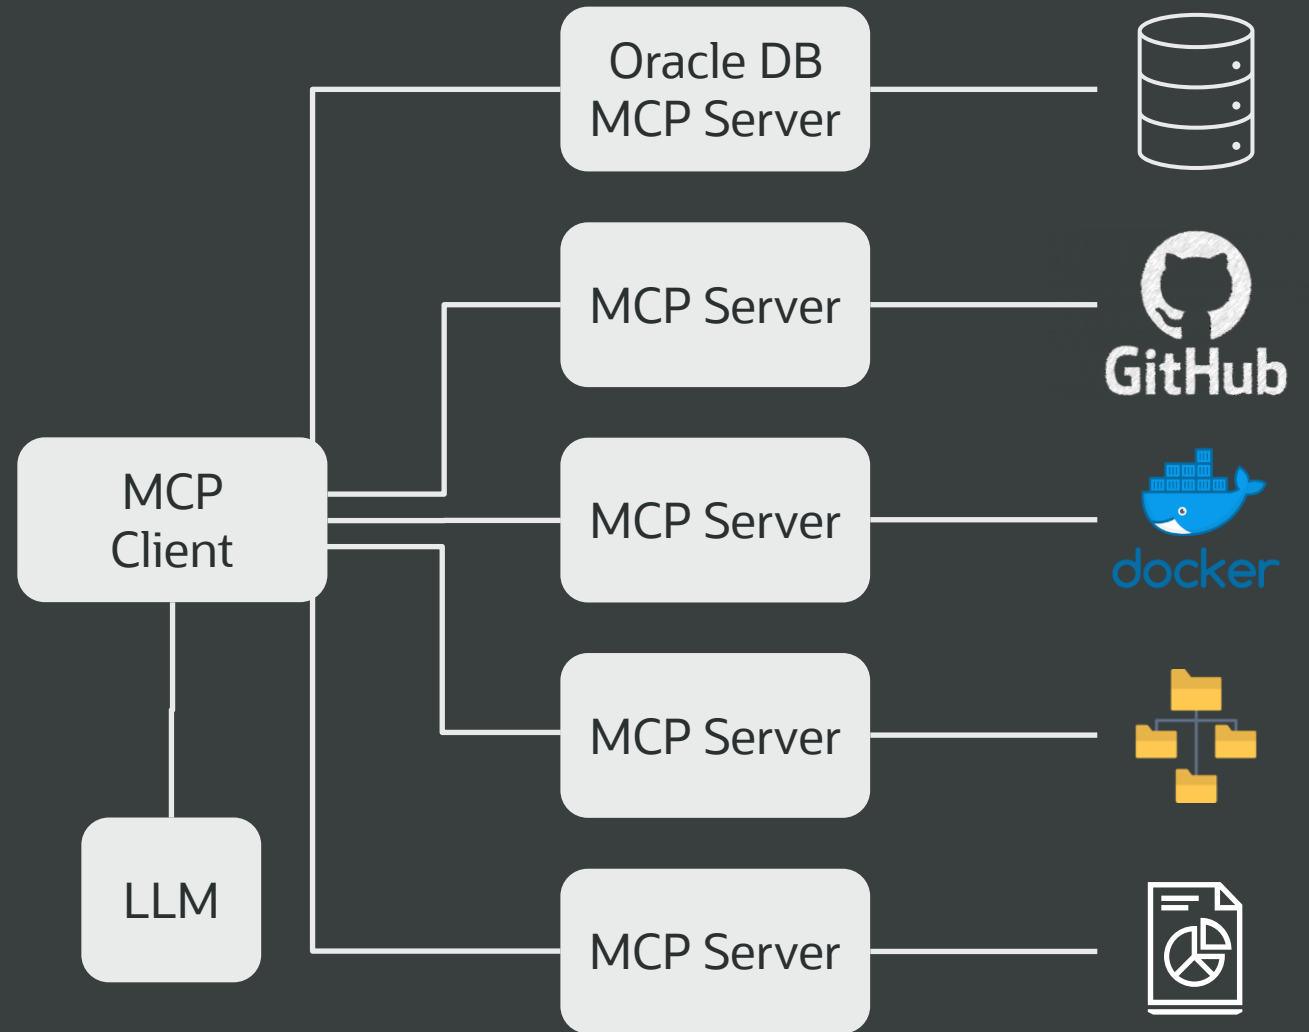 Oracle DB
MCP Server
MCP Server
GitHub
MCP
Client
MCP Server
docker
MCP Server
LLM
MCP Server